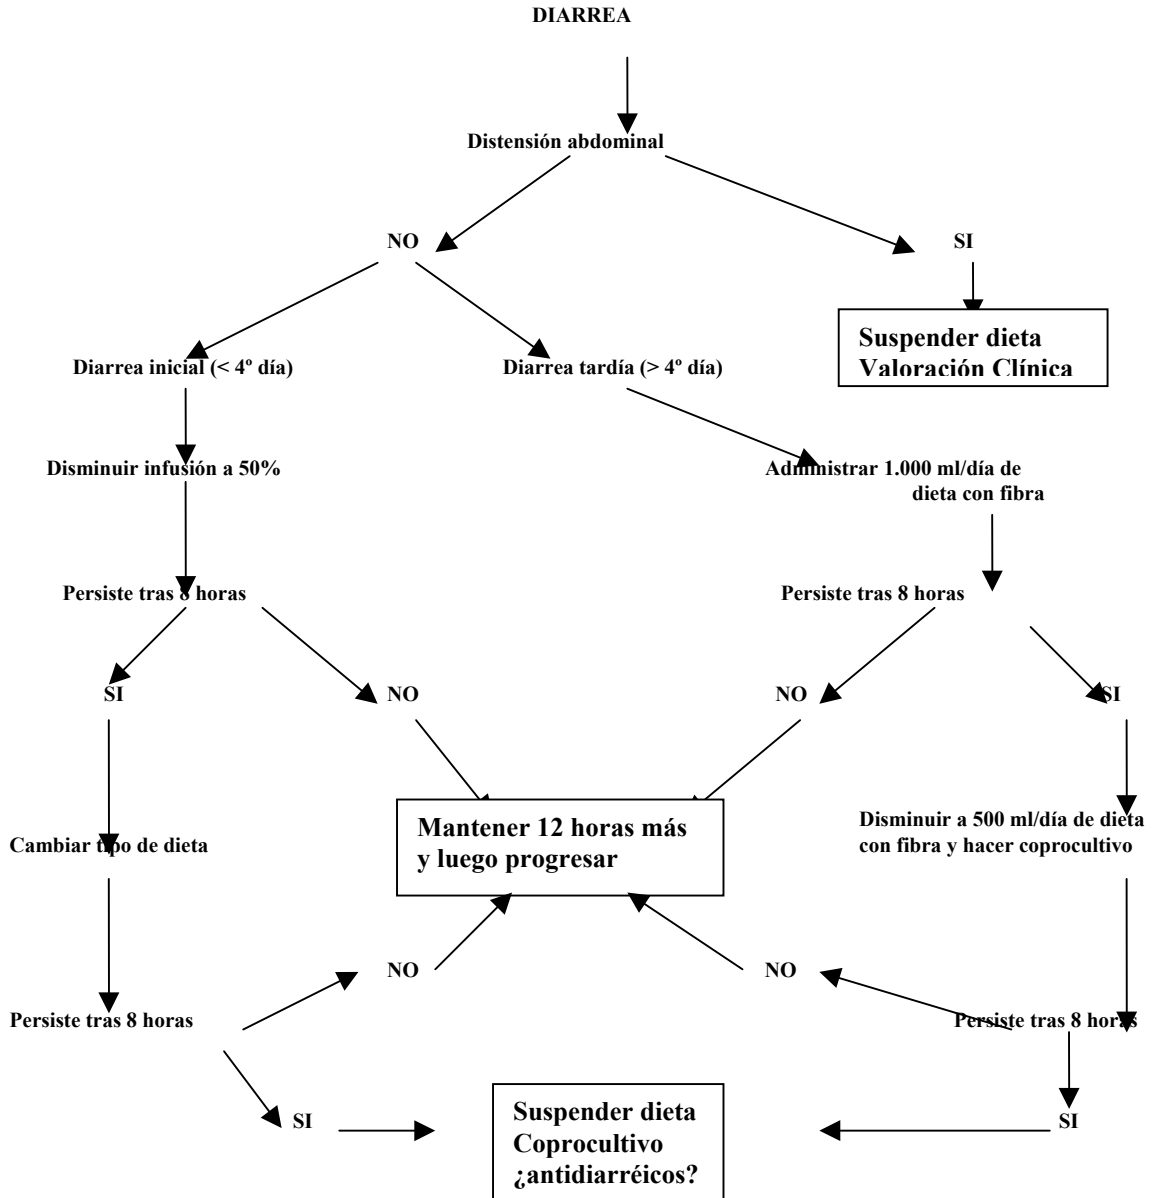 DIARREA
Distensión abdominal
NO
SI
Suspender dieta
Valoración Clínica
Diarrea inicial (< 4º día)
Diarrea tardía (> 4º día)
Disminuir infusión a 50%
Administrar 1.000 ml/día de
dieta con fibra
Persiste tras 8 horas
Persiste tras 8 horas
SI
NO
NO
SI
Mantener 12 horas más
y luego progresar
Disminuir a 500 ml/día de dieta
con fibra y hacer coprocultivo
Cambiar tipo de dieta
NO
NO
Persiste tras 8 horas
Persiste tras 8 horas
SI
Suspender dieta
Coprocultivo
¿antidiarréicos?
SI